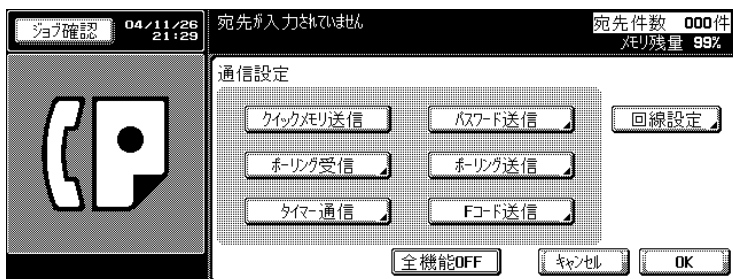 ジョブ確認 04/11/26 21:29
宛先が入力されていません
宛先件数 000件
メモリ残量 99%
通信設定
クイックメモリ送信 パスワード送信 回線設定
ポーリング受信 ポーリング送信
タイマー通信 Fコード送信
全機能OFF キャンセル OK